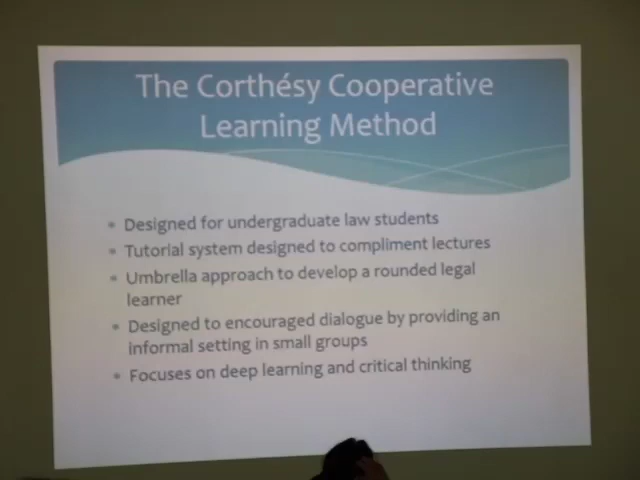 The Corthésy Cooperative
Learning Method
• Designed for undergraduate law students
• Tutorial system designed to compliment lectures
• Umbrella approach to develop a rounded legal
learner
• Designed to encouraged dialogue by providing an
informal setting in small groups
• Focuses on deep learning and critical thinking